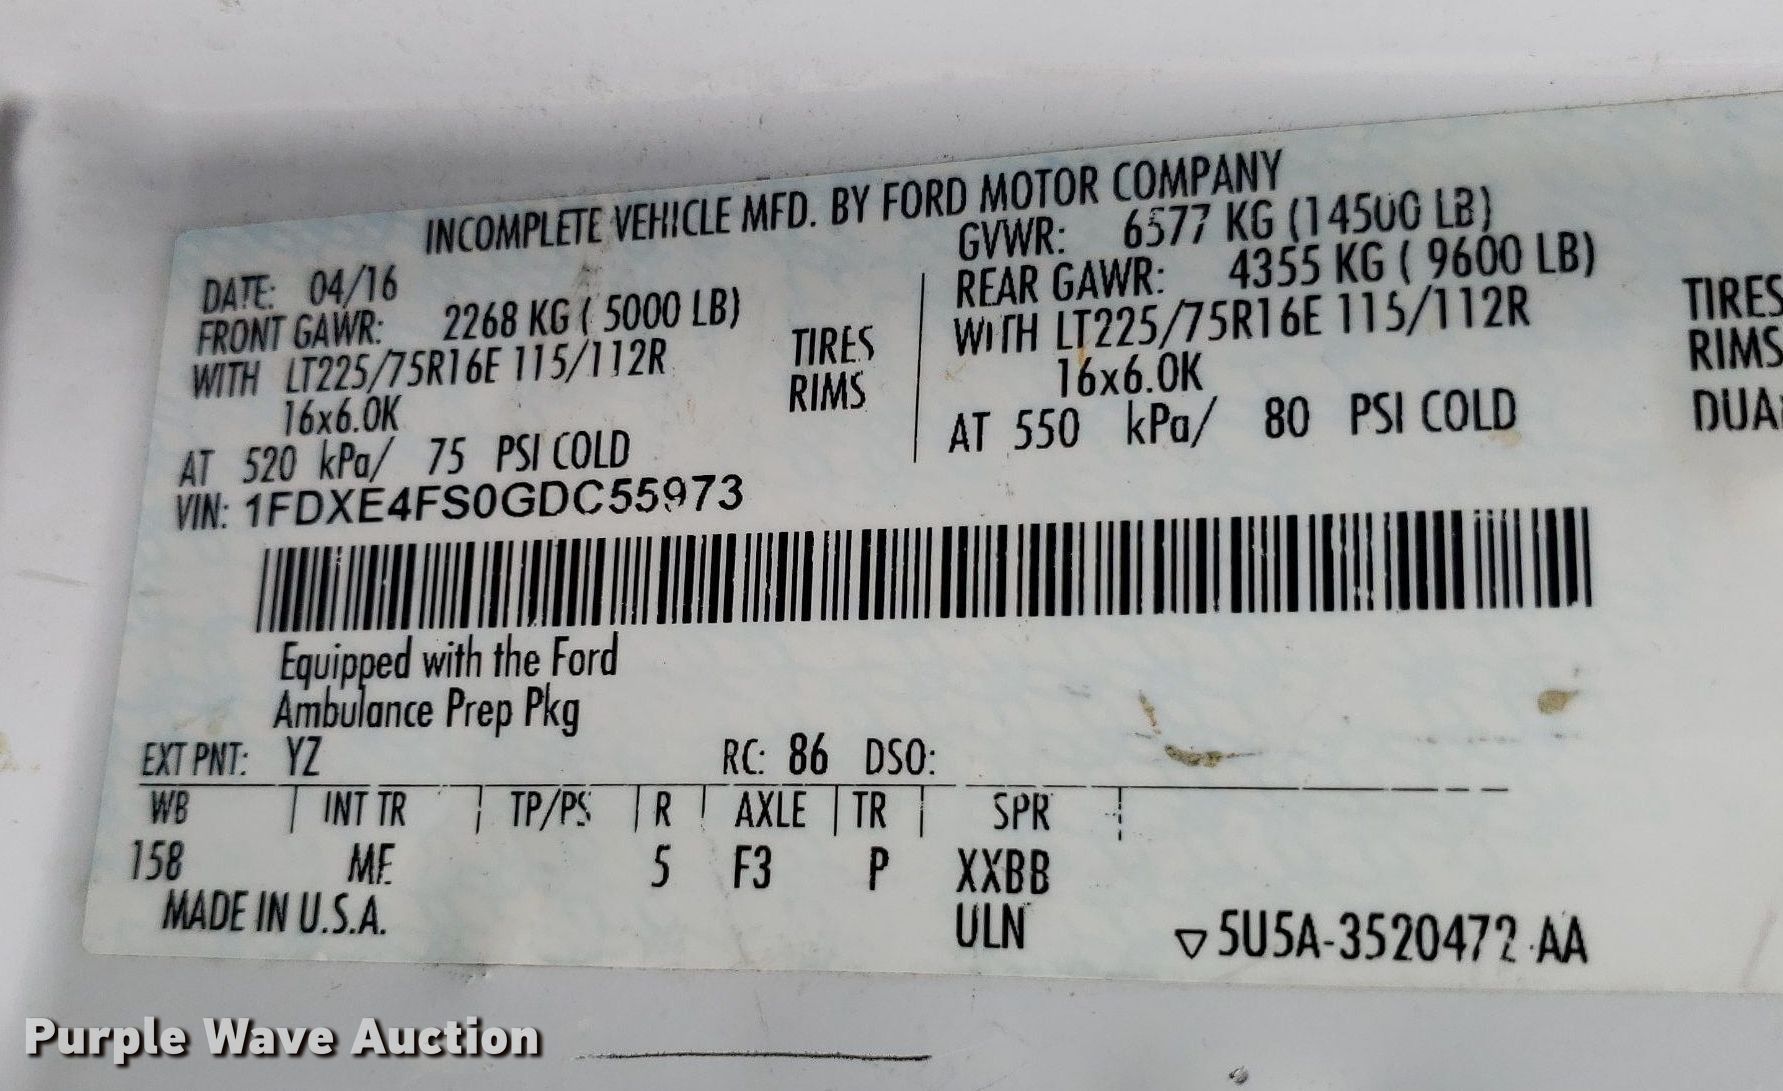 INCOMPLETE VEHICLE MFD. BY FORD MOTOR COMPANY
DATE: 04/16
GVWR: 6577 KG (14500 LB)
FRONT GAWR: 2268 KG ( 5000 LB)
REAR GAWR: 4355 KG ( 9600 LB)
WITH LT225/75R16E 115/112R TIRES
WITH LT225/75R16E 115/112R TIRES
16x6.0K RIMS
16x6.0K RIMS
AT 520 kPa/ 75 PSI COLD
AT 550 kPa/ 80 PSI COLD
VIN: 1FDXE4FS0GDC55973
Equipped with the Ford
Ambulance Prep Pkg
EXT PNT: YZ RC: 86 DSO:
WB | INT TR | TP/PS | R | AXLE | TR | SPR |
158 ME 5 F3 P XXBB
MADE IN U.S.A. ULN ▽5U5A-3520472-AA
Purple Wave Auction